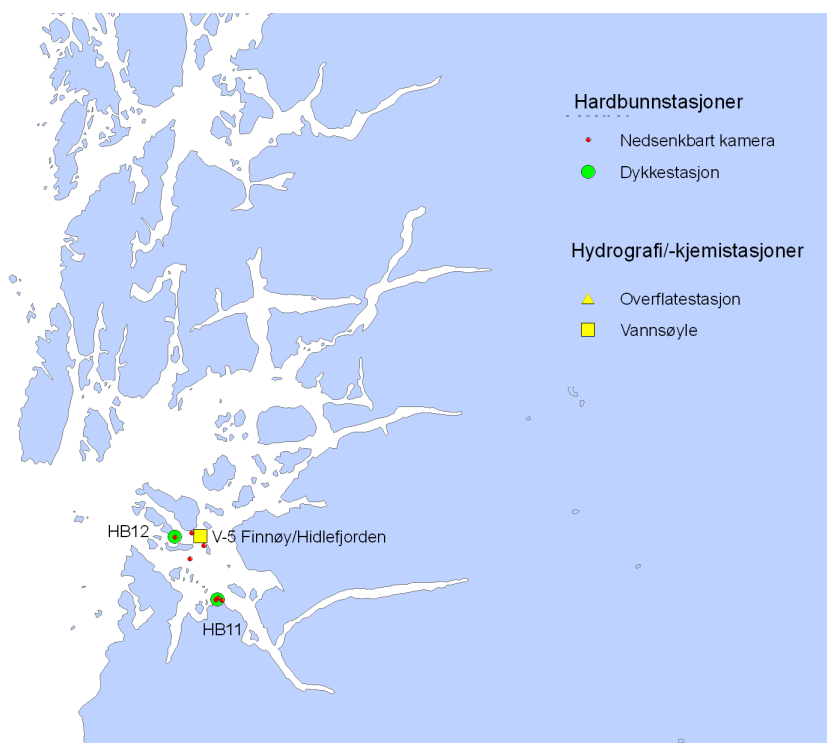 Hardbunnstasjoner
Nedsenkbart kamera
Dykkestasjon
Hydrografi/-kjemistasjoner
Overflatestasjon
Vannsøyle
HB12
V-5 Finnøy/Hidlefjorden
HB11